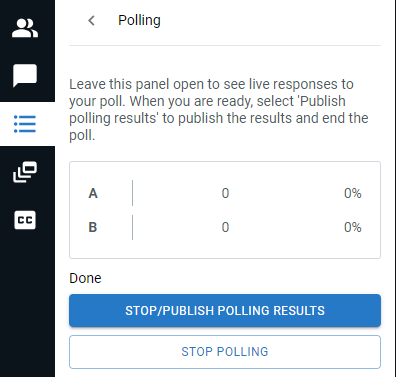 Polling
Leave this panel open to see live responses to
your poll. When you are ready, select 'Publish
polling results' to publish the results and end the
poll.
A 0 0%
B 0 0%
CC
Done
STOP/PUBLISH POLLING RESULTS
STOP POLLING